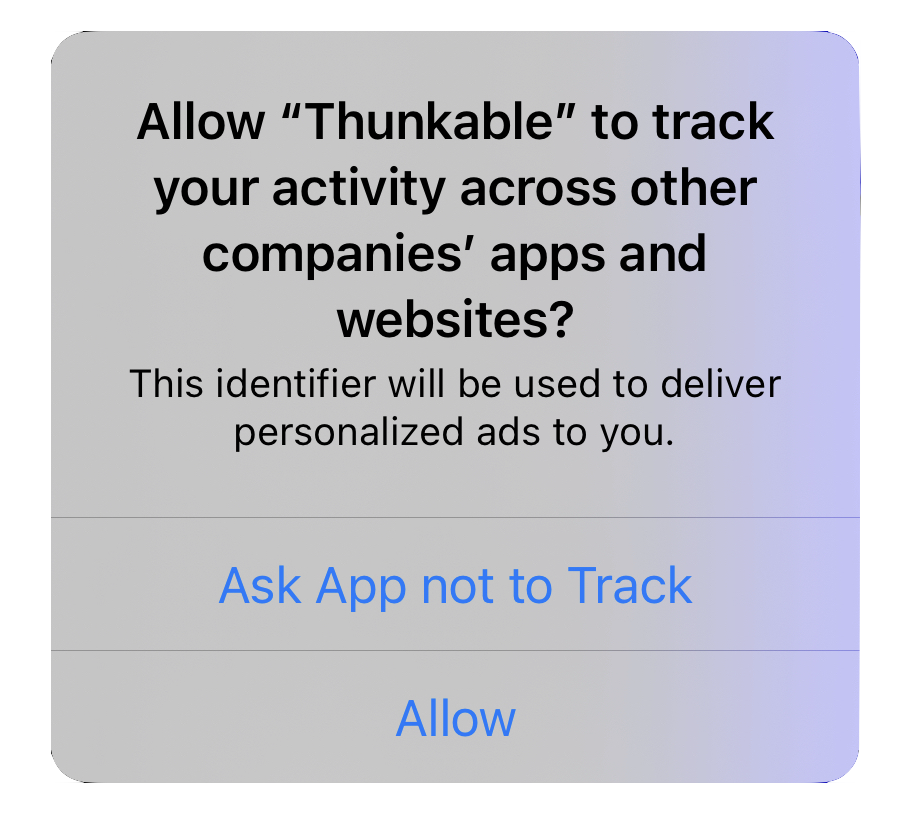 Allow “Thunkable” to track
your activity across other
companies’ apps and
websites?
This identifier will be used to deliver
personalized ads to you.
Ask App not to Track
Allow